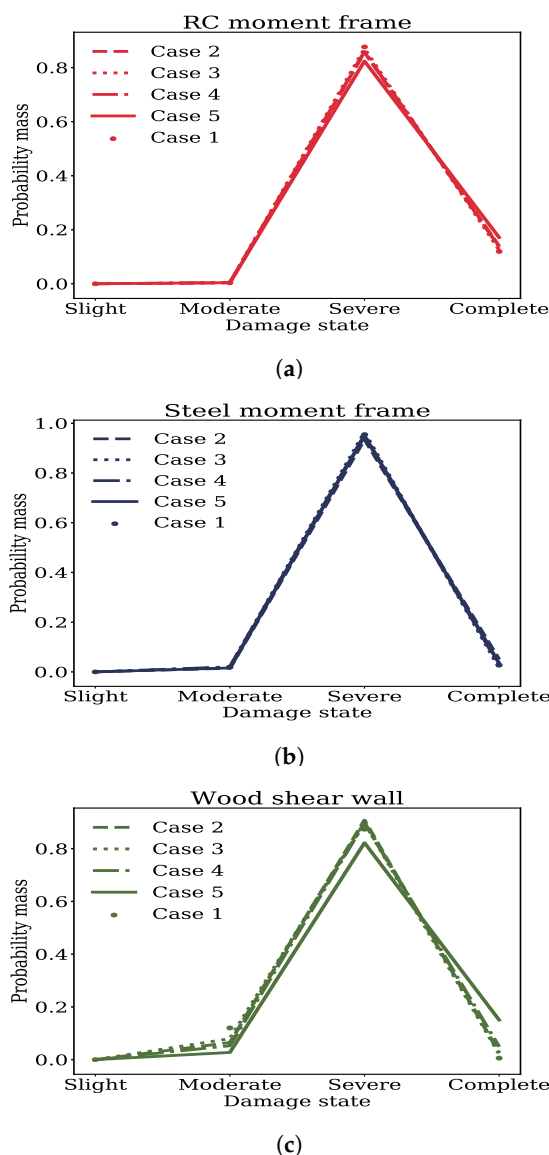 RC moment frame
Probability mass
0.8
0.6
0.4
0.2
0.0
Case 2
Case 3
Case 4
Case 5
Case 1
Slight Moderate Severe Complete
Damage state
(a)
Steel moment frame
Probability mass
1.0
0.8
0.6
0.4
0.2
0.0
Case 2
Case 3
Case 4
Case 5
Case 1
Slight Moderate Severe Complete
Damage state
(b)
Wood shear wall
Probability mass
0.8
0.6
0.4
0.2
0.0
Case 2
Case 3
Case 4
Case 5
Case 1
Slight Moderate Severe Complete
Damage state
(c)